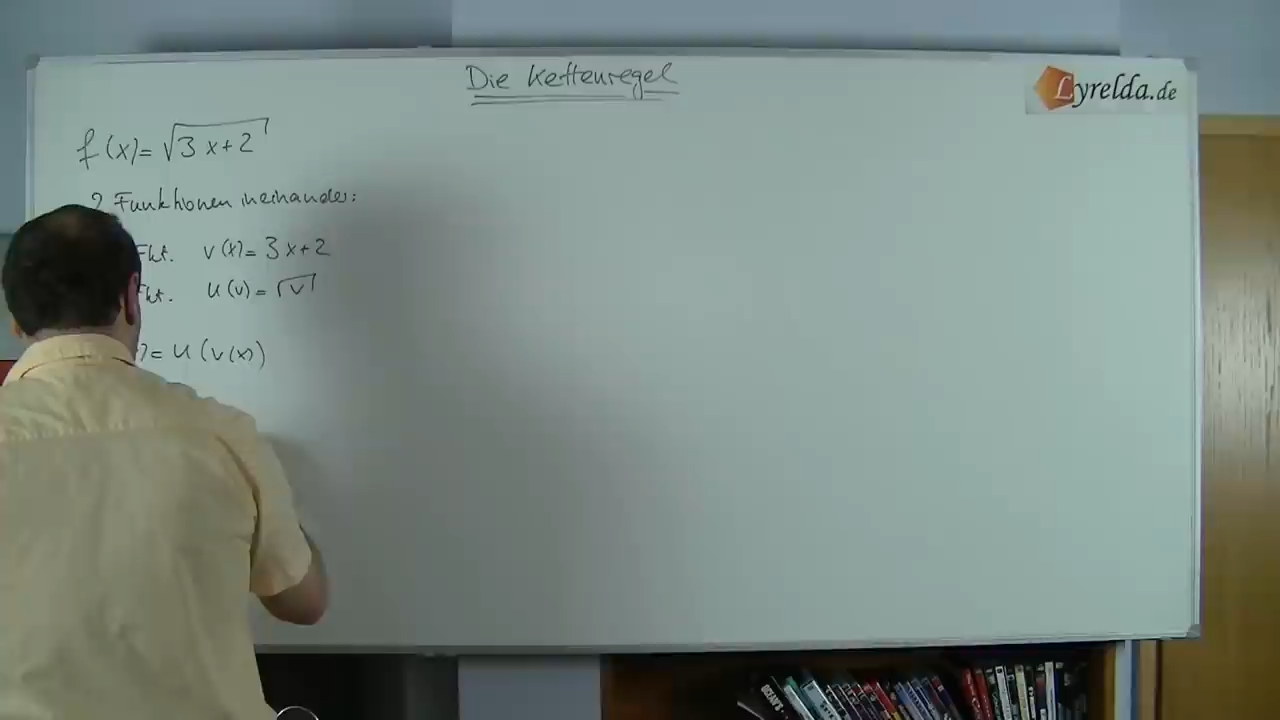 Die Kettenregel
Lyrelda.de
f(x)= √3x+2
2 Funktionen ineinander:
Fkt. v(x)= 3x+2
Fkt. u(v)= √v
)= u(v(x))